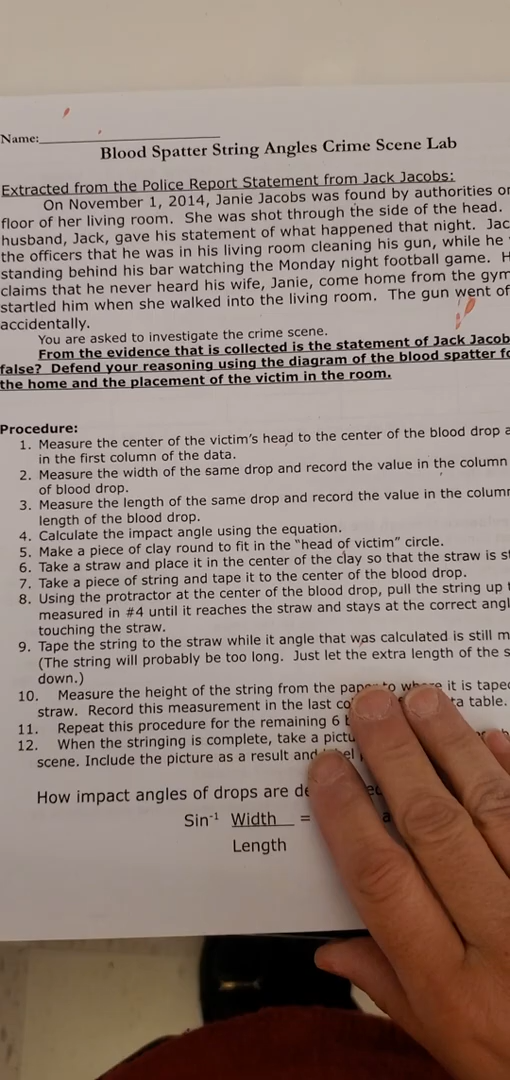 Name:
Blood Spatter String Angles Crime Scene Lab
Extracted from the Police Report Statement from Jack Jacobs:
On November 1, 2014, Janie Jacobs was found by authorities
floor of her living room. She was shot through the side of the head.
husband, Jack, gave his statement of what happened that night.
the officers that he was in his living room cleaning his gun, while he
standing behind his bar watching the Monday night football game.
claims that he never heard his wife, Janie, come home from the gym
startled him when she walked into the living room. The gun went
accidentally.
You are asked to investigate the crime scene.
From the evidence that is collected is the statement of Jack
false? Defend your reasoning using the diagram of the blood spatter
the home and the placement of the victim in the room.
Procedure:
1. Measure the center of the victim's head to the center of the blood drop
in the first column of the data.
2. Measure the width of the same drop and record the value in the column
of blood drop.
3. Measure the length of the same drop and record the value in the
length of the blood drop.
4. Calculate the impact angle using the equation.
5. Make a piece of clay round to fit in the "head of victim" circle.
6. Take a straw and place it in the center of the clay so that the straw is
7. Take a piece of string and tape it to the center of the blood drop.
8. Using the protractor at the center of the blood drop, pull the string up
measured in #4 until it reaches the straw and stays at the correct
touching the straw.
9. Tape the string to the straw while it angle that was calculated is still
(The string will probably be too long. Just let the extra length of the
down.)
10. Measure the height of the string from the paper to where it is
straw. Record this measurement in the last table.
11. Repeat this procedure for the remaining 6
12. When the stringing is complete, take a
scene. Include the picture as a result and
How impact angles of drops are
Sin-1 Width =
Length